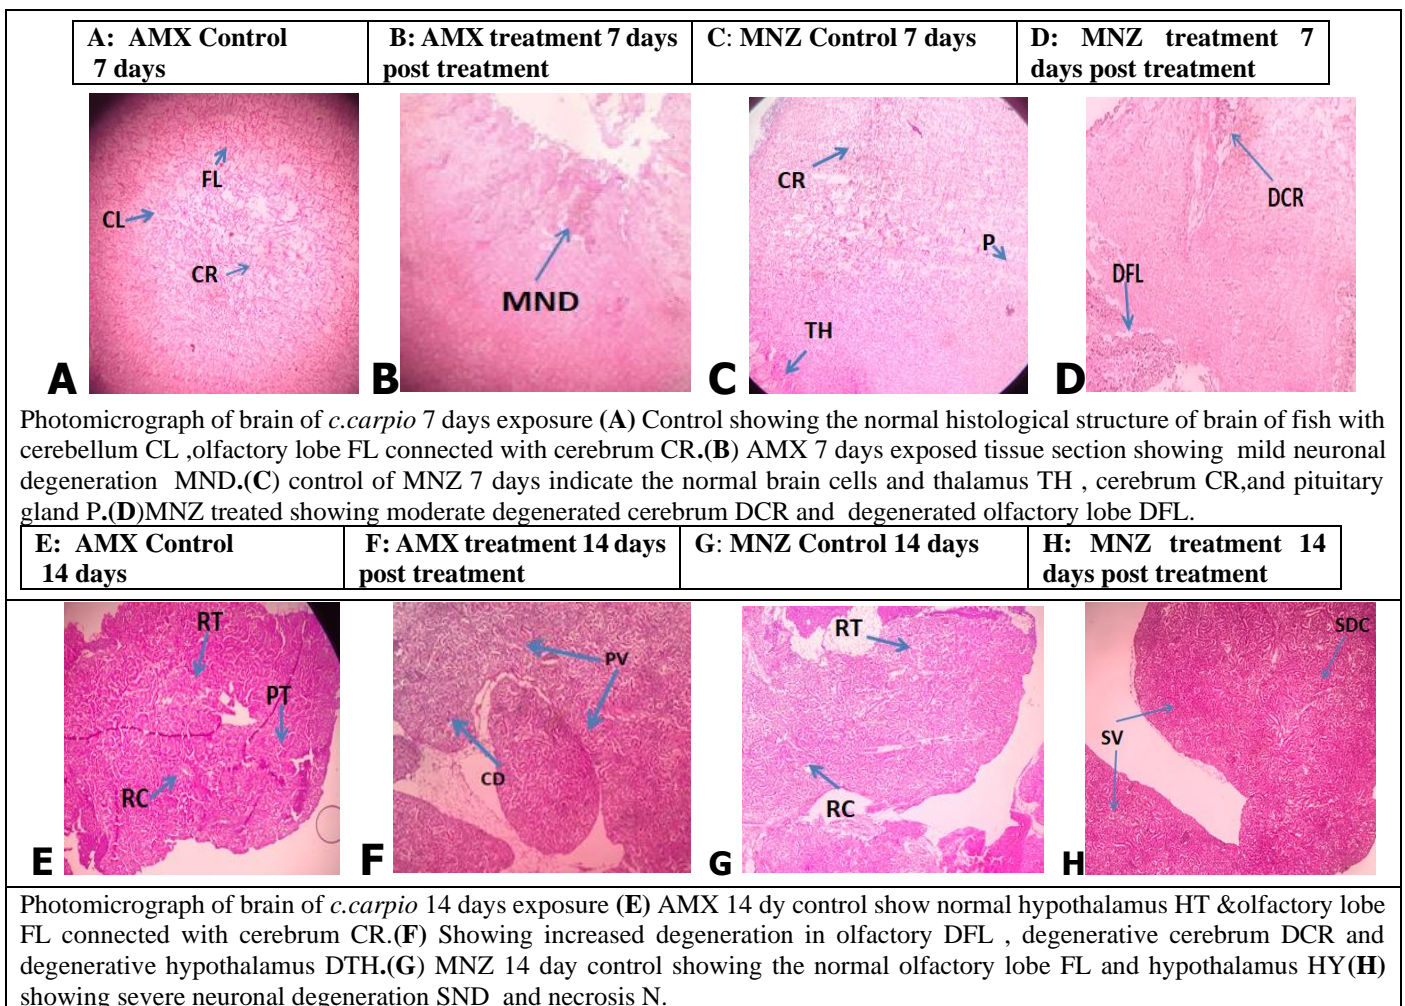 A: AMX Control
7 days
B: AMX treatment 7 days
post treatment
C: MNZ Control 7 days
D: MNZ treatment 7
days post treatment
FL
CL
CR
A
MND
B
CR
P
TH
C
DCR
DFL
D
Photomicrograph of brain of c.carpio 7 days exposure (A) Control showing the normal histological structure of brain of fish with
cerebellum CL ,olfactory lobe FL connected with cerebrum CR.(B) AMX 7 days exposed tissue section showing mild neuronal
degeneration MND.(C) control of MNZ 7 days indicate the normal brain cells and thalamus TH , cerebrum CR,and pituitary
gland P.(D)MNZ treated showing moderate degenerated cerebrum DCR and degenerated olfactory lobe DFL.
E: AMX Control
14 days
F: AMX treatment 14 days
post treatment
G: MNZ Control 14 days
H: MNZ treatment 14
days post treatment
RT
PT
RC
E
PV
CD
F
RT
RC
G
SDC
SV
H
Photomicrograph of brain of c.carpio 14 days exposure (E) AMX 14 dy control show normal hypothalamus HT &olfactory lobe
FL connected with cerebrum CR.(F) Showing increased degeneration in olfactory DFL , degenerative cerebrum DCR and
degenerative hypothalamus DTH.(G) MNZ 14 day control showing the normal olfactory lobe FL and hypothalamus HY(H)
showing severe neuronal degeneration SND and necrosis N.